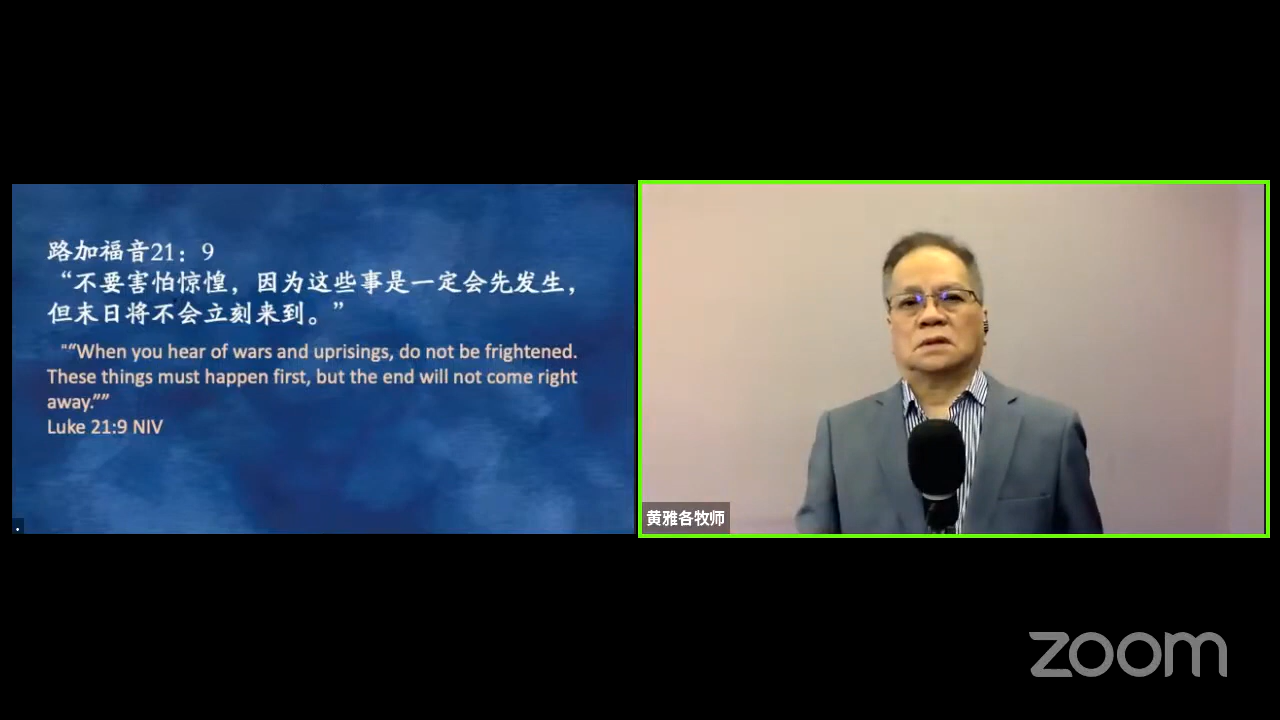 路加福音21：9
“不要害怕惊惶，因为这些事是一定会先发生，
但末日将不会立刻来到。”
"“When you hear of wars and uprisings, do not be frightened.
These things must happen first, but the end will not come right
away.””
Luke 21:9 NIV
.
黄雅各牧师
zoom